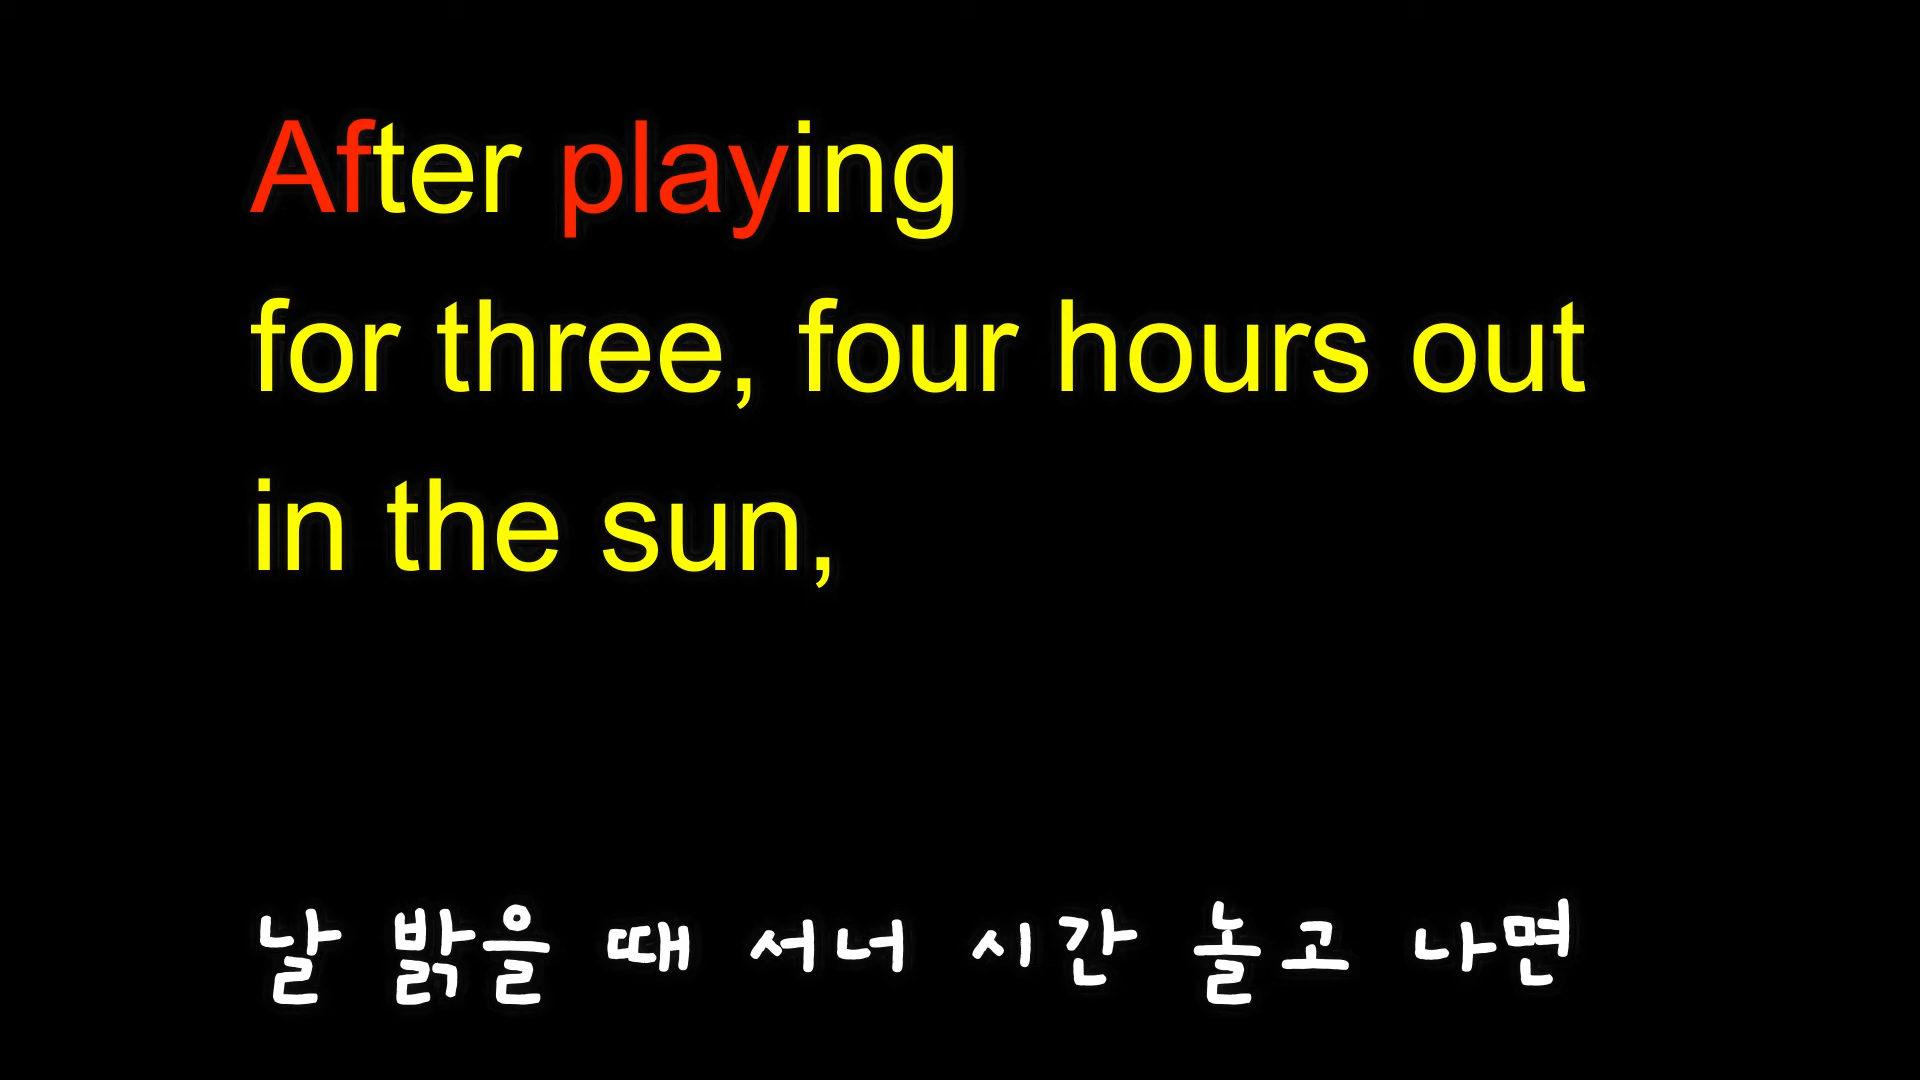 After playing
for three, four hours out
in the sun,
날 밝을 때 서너 시간 놀고 나면